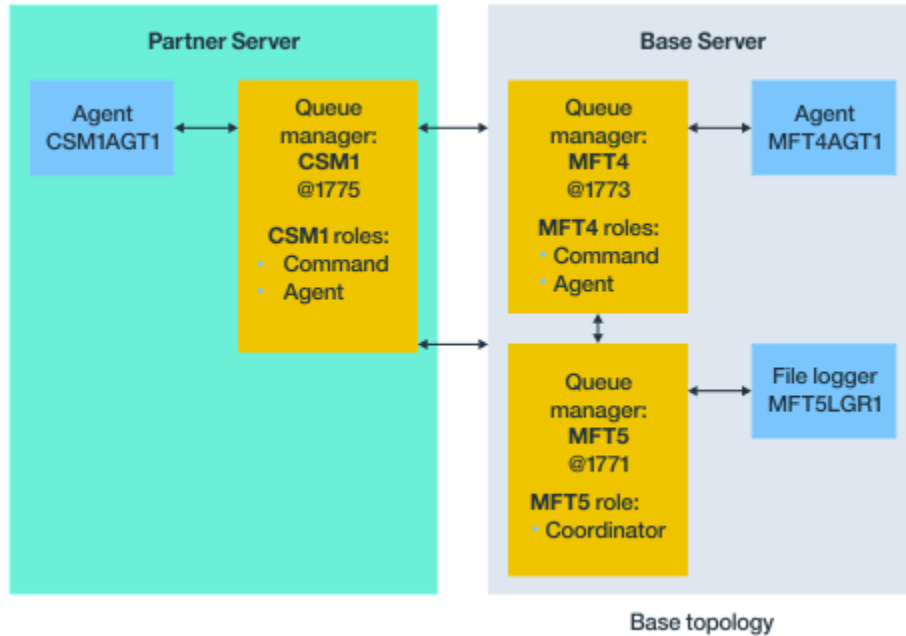 Partner Server
Agent
CSM1AGT1
Queue
manager:
CSM1
@1775
CSM1 roles:
• Command
• Agent
Base Server
Queue
manager:
MFT4
@1773
MFT4 roles:
• Command
• Agent
Agent
MFT4AGT1
Queue
manager:
MFT5
@1771
MFT5 role:
• Coordinator
File logger
MFT5LGR1
Base topology